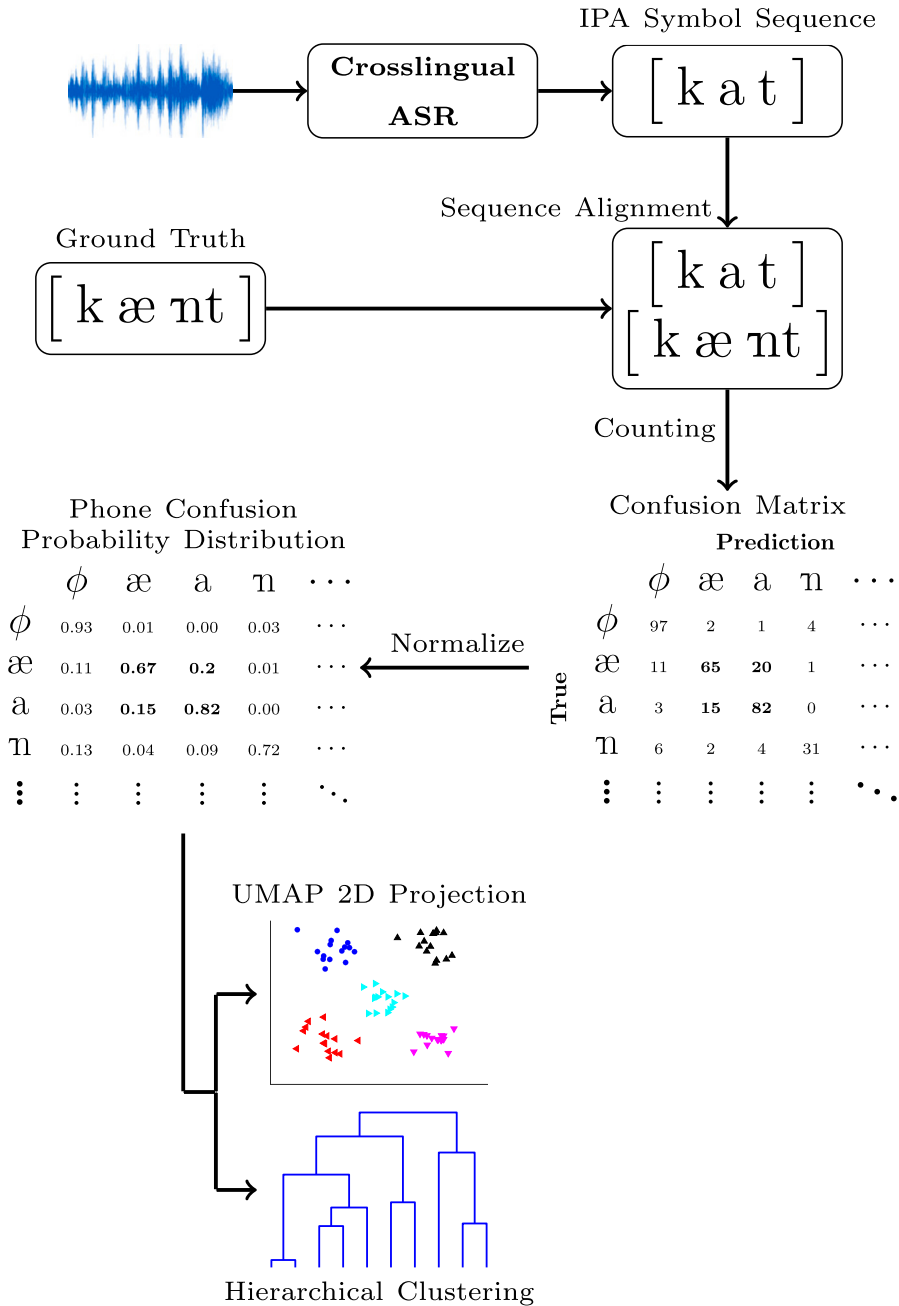 IPA Symbol Sequence
Crosslingual
ASR
[ k a t ]
Sequence Alignment
Ground Truth
[ k æ ՠt ]
[ k a t ]
[ k æ ՠt ]
Counting
Phone Confusion
Probability Distribution
ϕ æ a ՠ ···
ϕ 0.93 0.01 0.00 0.03 ···
æ 0.11 0.67 0.2 0.01 ···
a 0.03 0.15 0.82 0.00 ···
ՠ 0.13 0.04 0.09 0.72 ···
⋮ ⋮ ⋮ ⋮ ⋮ ⋱
Normalize
Confusion Matrix
Prediction
True
ϕ æ a ՠ ···
ϕ 97 2 1 4 ···
æ 11 65 20 1 ···
a 3 15 82 0 ···
ՠ 6 2 4 31 ···
⋮ ⋮ ⋮ ⋮ ⋮ ⋱
UMAP 2D Projection
Hierarchical Clustering